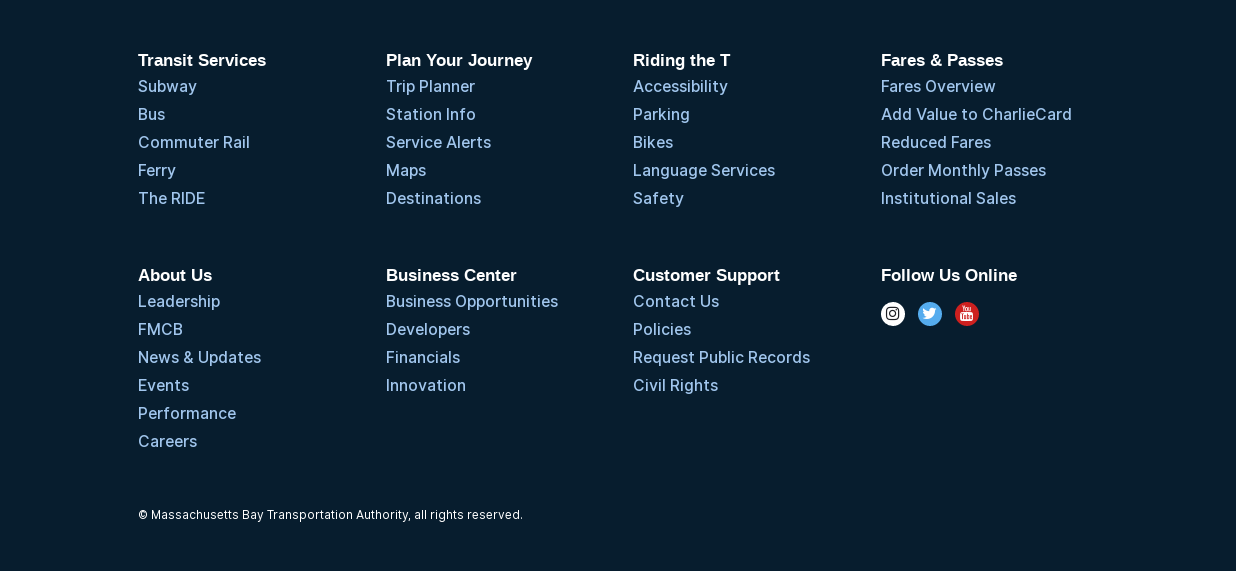 Transit Services
Subway
Bus
Commuter Rail
Ferry
The RIDE
Plan Your Journey
Trip Planner
Station Info
Service Alerts
Maps
Destinations
Riding the T
Accessibility
Parking
Bikes
Language Services
Safety
Fares & Passes
Fares Overview
Add Value to CharlieCard
Reduced Fares
Order Monthly Passes
Institutional Sales
About Us
Leadership
FMCB
News & Updates
Events
Performance
Careers
Business Center
Business Opportunities
Developers
Financials
Innovation
Customer Support
Contact Us
Policies
Request Public Records
Civil Rights
Follow Us Online
You
Tube
© Massachusetts Bay Transportation Authority, all rights reserved.